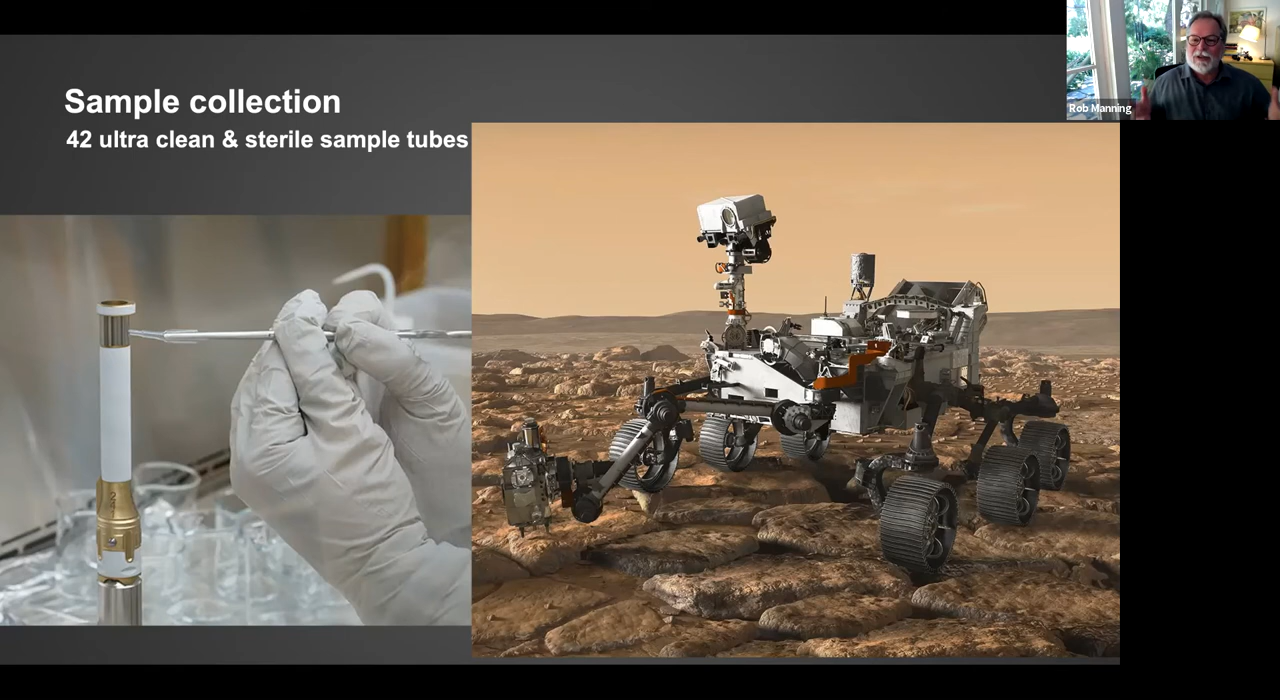 Sample collection
42 ultra clean & sterile sample tubes
Rob Manning